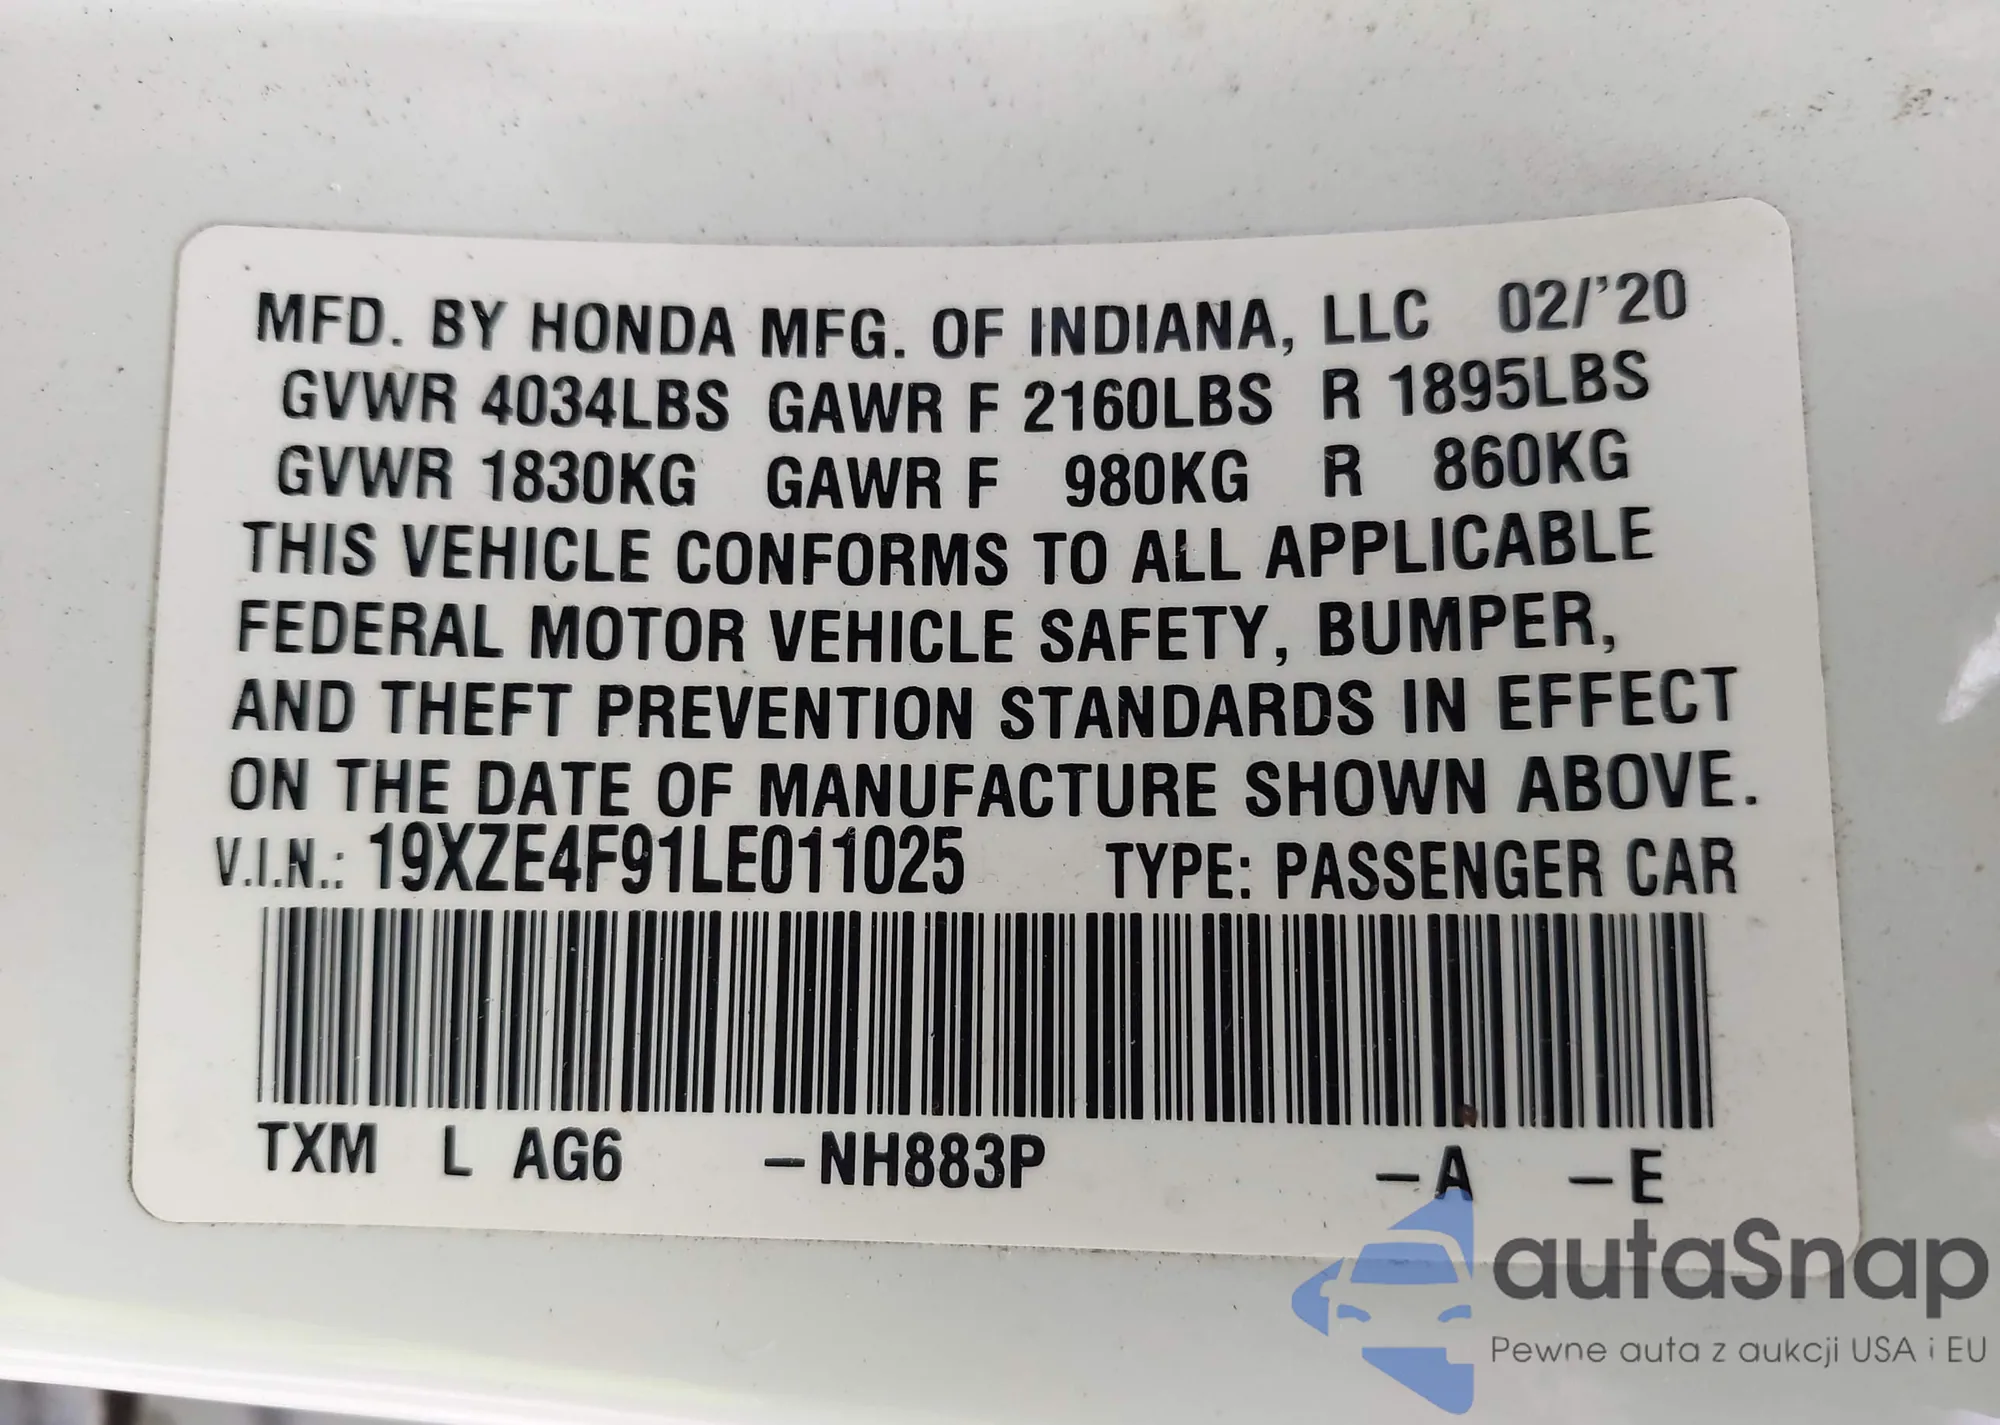 MFD. BY HONDA MFG. OF INDIANA, LLC 02/'20
GVWR 4034LBS GAWR F 2160LBS R 1895LBS
GVWR 1830KG GAWR F 980KG R 860KG
THIS VEHICLE CONFORMS TO ALL APPLICABLE
FEDERAL MOTOR VEHICLE SAFETY, BUMPER,
AND THEFT PREVENTION STANDARDS IN EFFECT
ON THE DATE OF MANUFACTURE SHOWN ABOVE.
V.I.N.: 19XZE4F91LE011025 TYPE: PASSENGER CAR
TXM L AG6 –NH883P –A –E
autaSnap
Pewne auta z aukcji USA i EU